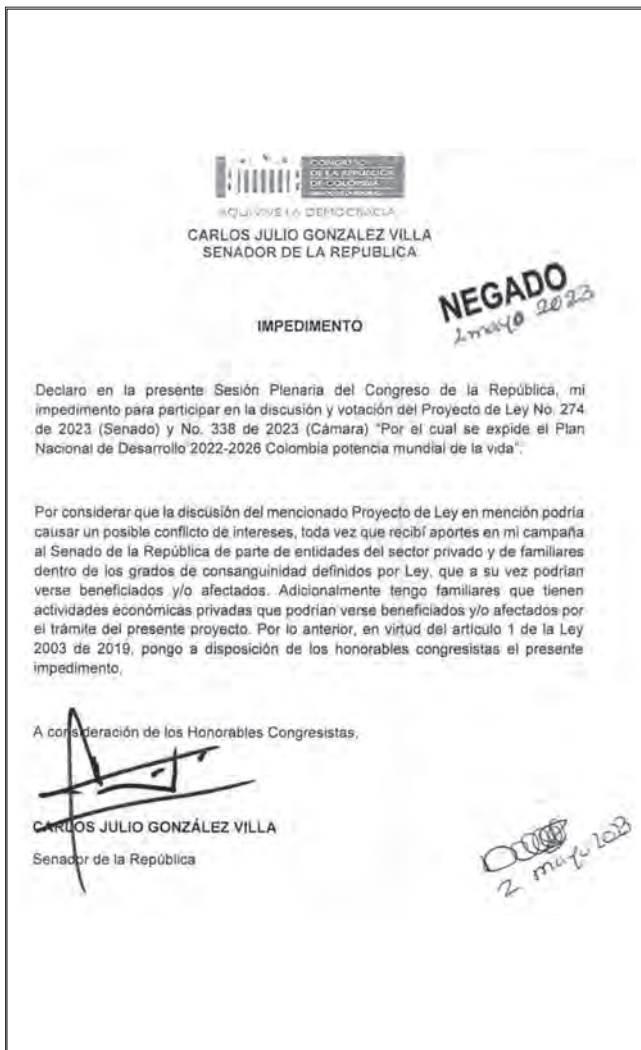 CONGRESO
DE LA REPÚBLICA
DE COLOMBIA
AQUÍ VIVE LA DEMOCRACIA
CARLOS JULIO GONZALEZ VILLA
SENADOR DE LA REPUBLICA
NEGADO
2 mayo 2023
IMPEDIMENTO
Declaro en la presente Sesión Plenaria del Congreso de la República, mi
impedimento para participar en la discusión y votación del Proyecto de Ley No. 274
de 2023 (Senado) y No. 338 de 2023 (Cámara) "Por el cual se expide el Plan
Nacional de Desarrollo 2022-2026 Colombia potencia mundial de la vida".
Por considerar que la discusión del mencionado Proyecto de Ley en mención podría
causar un posible conflicto de intereses, toda vez que recibí aportes en mi campaña
al Senado de la República de parte de entidades del sector privado y de familiares
dentro de los grados de consanguinidad definidos por Ley, que a su vez podrían
verse beneficiados y/o afectados. Adicionalmente tengo familiares que tienen
actividades económicas privadas que podrían verse beneficiados y/o afectados por
el trámite del presente proyecto. Por lo anterior, en virtud del artículo 1 de la Ley
2003 de 2019, pongo a disposición de los honorables congresistas el presente
impedimento.
A consideración de los Honorables Congresistas,
CARLOS JULIO GONZÁLEZ VILLA
Senador de la República
2 mayo 2023